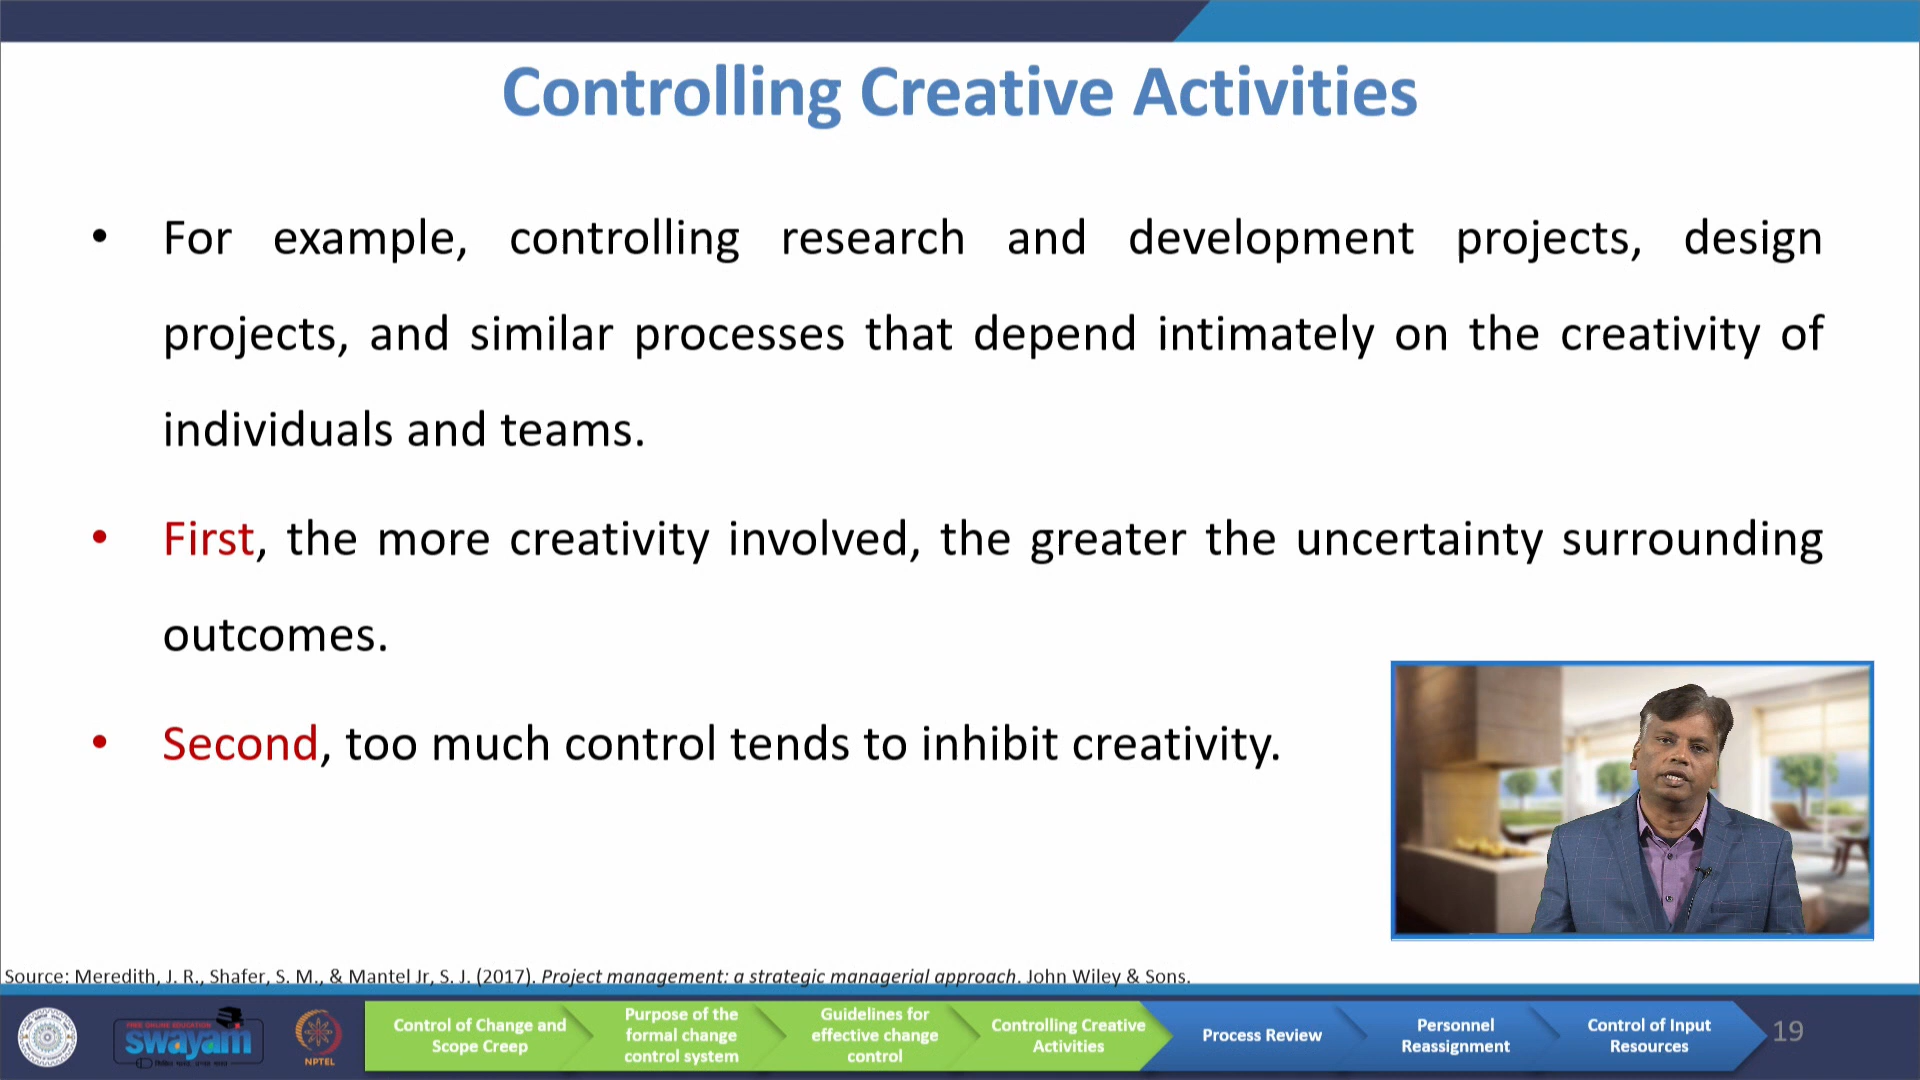 Controlling Creative Activities
• For example, controlling research and development projects, design
projects, and similar processes that depend intimately on the creativity of
individuals and teams.
• First, the more creativity involved, the greater the uncertainty surrounding
outcomes.
• Second, too much control tends to inhibit creativity.
Source: Meredith, J. R., Shafer, S. M., & Mantel Jr, S. J. (2017). Project management: a strategic managerial approach. John Wiley & Sons.
FREE ONLINE EDUCATION
swayam
NPTEL
Control of Change and
Scope Creep
Purpose of the
formal change
control system
Guidelines for
effective change
control
Controlling Creative
Activities
Process Review
Personnel
Reassignment
Control of Input
Resources
19